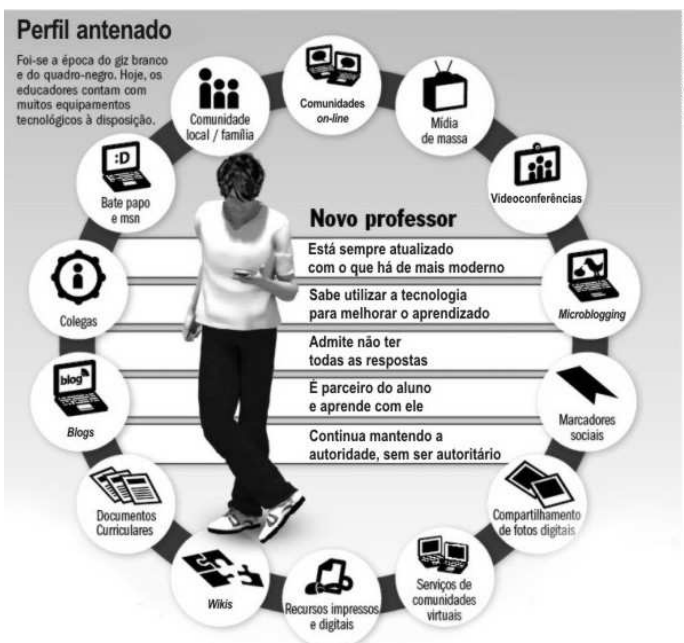 Perfil antenado
Foi-se a época do giz branco
e do quadro-negro. Hoje, os
educadores contam com
muitos equipamentos
tecnológicos à disposição.
Comunidade
local / família
Comunidades
on-line
Mídia
de massa
Videoconferências
:D
Bate papo
e msn
Novo professor
Está sempre atualizado
com o que há de mais moderno
Colegas
Microblogging
Sabe utilizar a tecnologia
para melhorar o aprendizado
Admite não ter
todas as respostas
blog
Blogs
É parceiro do aluno
e aprende com ele
Marcadores
sociais
Continua mantendo a
autoridade, sem ser autoritário
Documentos
Curriculares
Compartilhamento
de fotos digitais
Wikis
Recursos impressos
e digitais
Serviços de
comunidades
virtuais